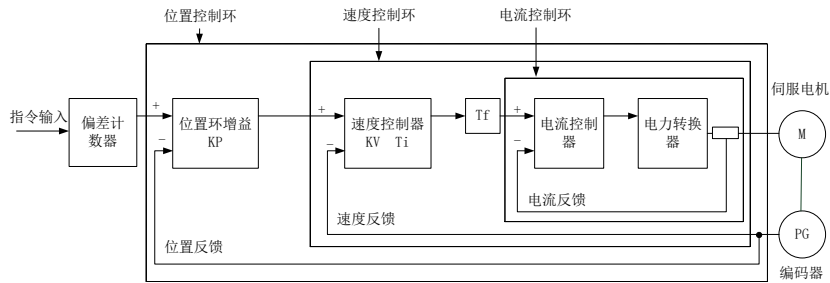 位置控制环
速度控制环
电流控制环
指令输入
偏差计
数器
+
−
位置环增益
KP
+
−
速度控制器
KV Ti
Tf
+
−
电流控制
器
电力转换
器
伺服电机
M
电流反馈
速度反馈
位置反馈
PG
编码器